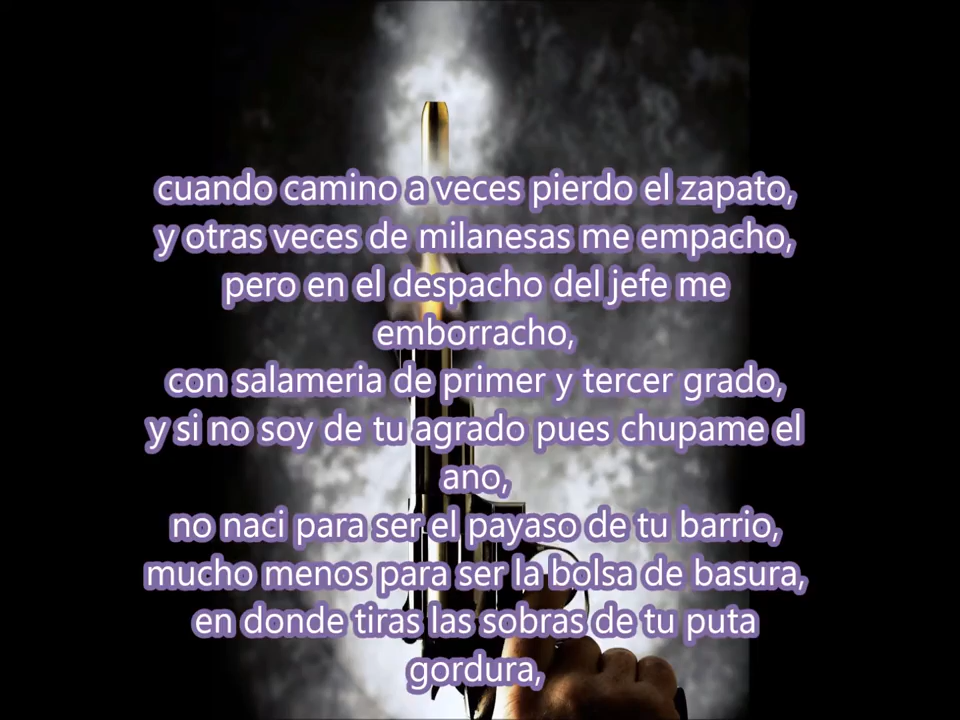 cuando camino a veces pierdo el zapato,
y otras veces de milanesas me empacho,
pero en el despacho del jefe me
emborracho,
con salameria de primer y tercer grado,
y si no soy de tu agrado pues chupame el
ano,
no naci para ser el payaso de tu barrio,
mucho menos para ser la bolsa de basura,
en donde tiras las sobras de tu puta
gordura,